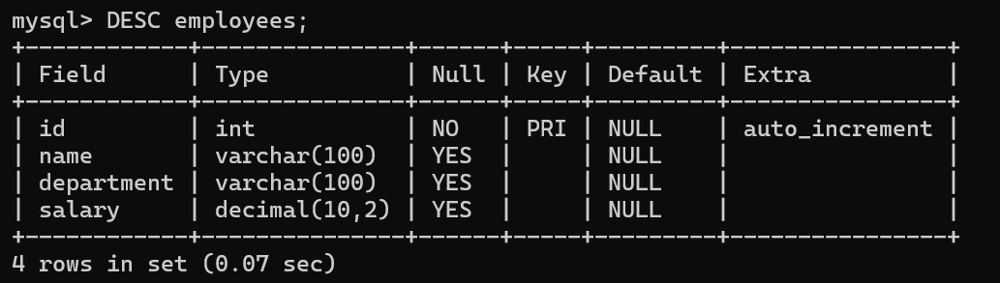 mysql> DESC employees;
+------------+---------------+------+-----+---------+----------------+
| Field      | Type          | Null | Key | Default | Extra          |
+------------+---------------+------+-----+---------+----------------+
| id         | int           | NO   | PRI | NULL    | auto_increment |
| name       | varchar(100)  | YES  |     | NULL    |                |
| department | varchar(100)  | YES  |     | NULL    |                |
| salary     | decimal(10,2) | YES  |     | NULL    |                |
+------------+---------------+------+-----+---------+----------------+
4 rows in set (0.07 sec)